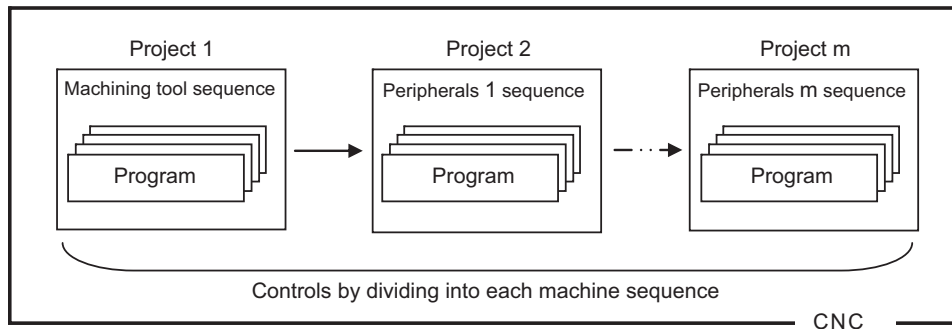 Project 1
Project 2
Project m
Machining tool sequence
Peripherals 1 sequence
Peripherals m sequence
Program
Program
Program
Controls by dividing into each machine sequence
CNC